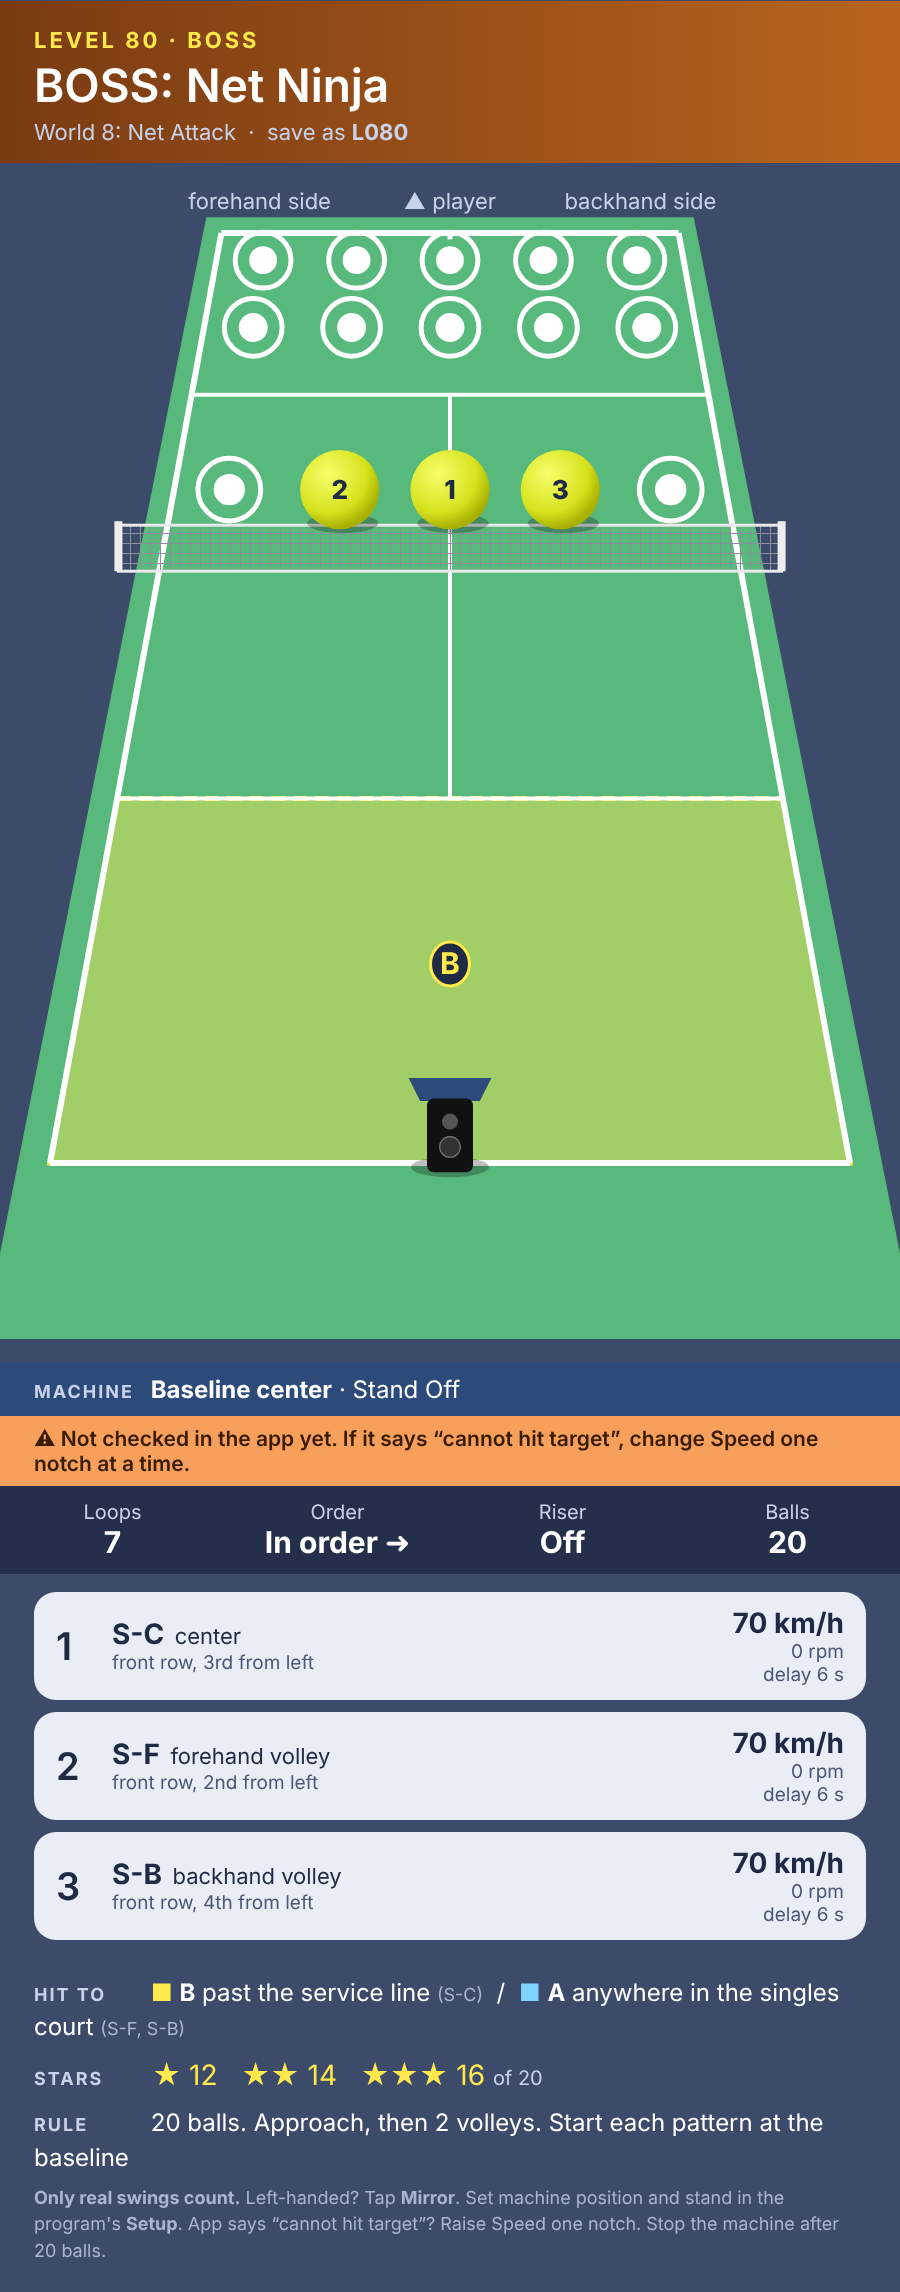 LEVEL 80 · BOSS
BOSS: Net Ninja
World 8: Net Attack · save as L080
forehand side ▲ player backhand side
2 1 3
B
MACHINE Baseline center · Stand Off
⚠ Not checked in the app yet. If it says “cannot hit target”, change Speed one
notch at a time.
Loops Order Riser Balls
7 In order ➜ Off 20
1 S-C center 70 km/h
front row, 3rd from left 0 rpm
delay 6 s
2 S-F forehand volley 70 km/h
front row, 2nd from left 0 rpm
delay 6 s
3 S-B backhand volley 70 km/h
front row, 4th from left 0 rpm
delay 6 s
HIT TO B past the service line (S-C) / A anywhere in the singles
court (S-F, S-B)
STARS ★ 12 ★★ 14 ★★★ 16 of 20
RULE 20 balls. Approach, then 2 volleys. Start each pattern at the
baseline
Only real swings count. Left-handed? Tap Mirror. Set machine position and stand in the
program's Setup. App says “cannot hit target”? Raise Speed one notch. Stop the machine after
20 balls.